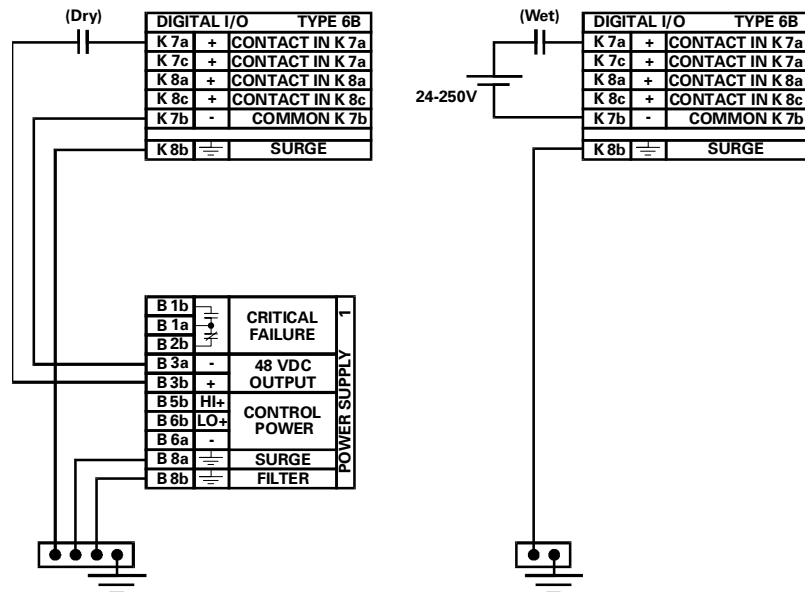 (Dry)
DIGITAL I/O TYPE 6B
K 7a + CONTACT IN K 7a
K 7c + CONTACT IN K 7a
K 8a + CONTACT IN K 8a
K 8c + CONTACT IN K 8c
K 7b - COMMON K 7b
K 8b SURGE
B 1b
B 1a
B 2b
CRITICAL
FAILURE
B 3a -
B 3b +
48 VDC
OUTPUT
B 5b HI+
B 6b LO+
B 6a -
CONTROL
POWER
B 8a SURGE
B 8b FILTER
POWER SUPPLY 1
(Wet)
24-250V
DIGITAL I/O TYPE 6B
K 7a + CONTACT IN K 7a
K 7c + CONTACT IN K 7a
K 8a + CONTACT IN K 8a
K 8c + CONTACT IN K 8c
K 7b - COMMON K 7b
K 8b SURGE